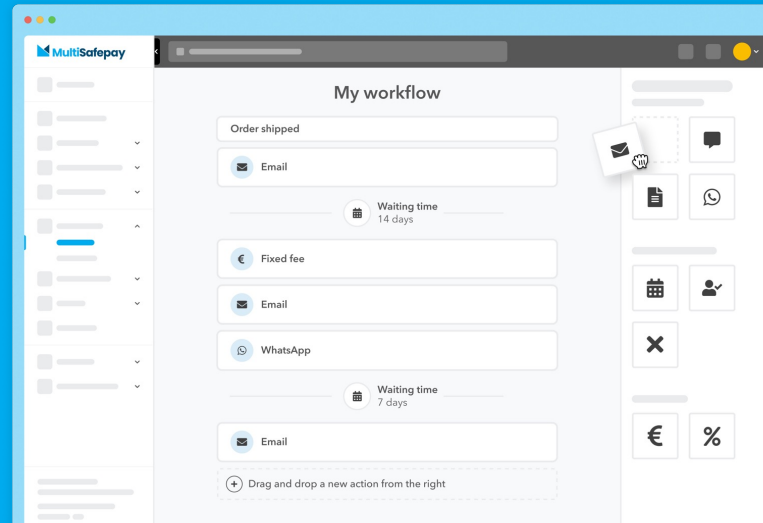 MultiSafepay
My workflow
Order shipped
Email
Waiting time
14 days
Fixed fee
Email
WhatsApp
Waiting time
7 days
Email
Drag and drop a new action from the right